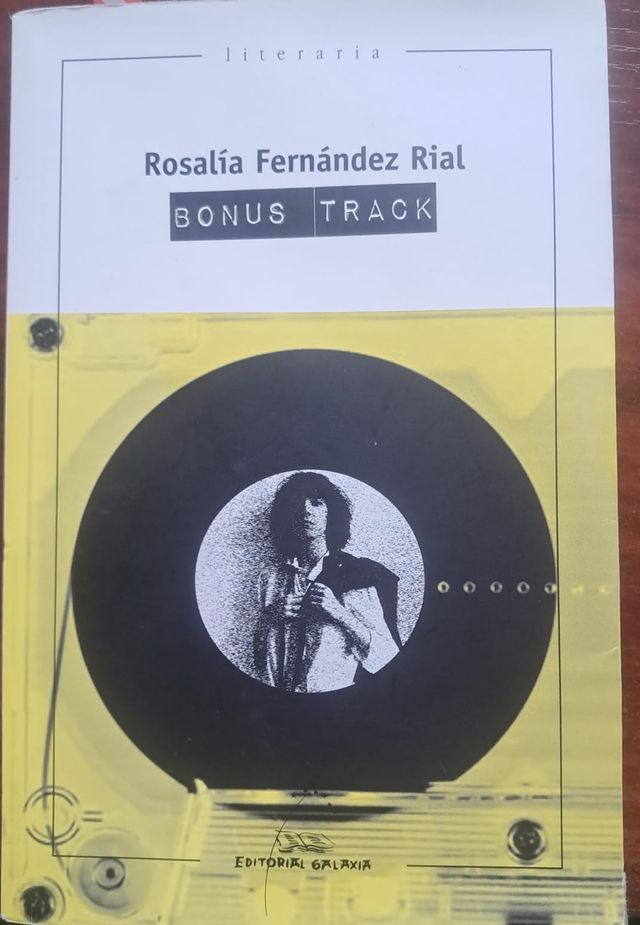 literaria
Rosalía Fernández Rial
BONUS TRACK
EDITORIAL GALAXIA